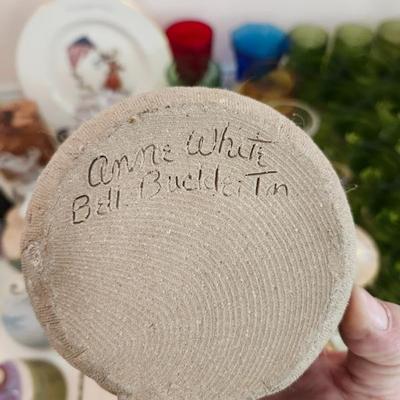 Anne White
Bell Buckle, Tn